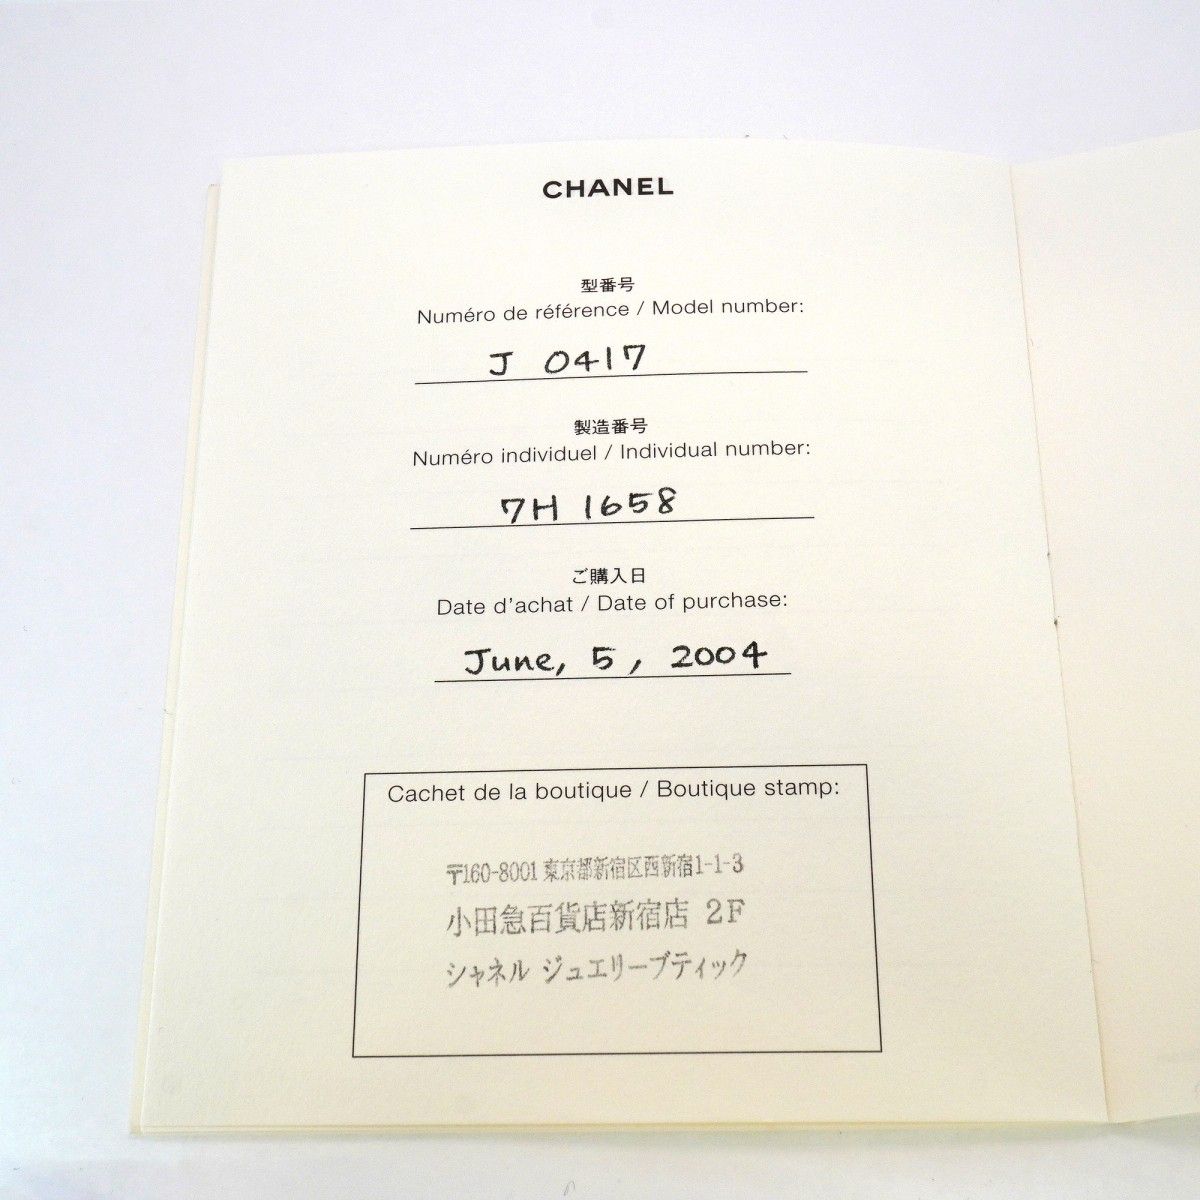 CHANEL
型番号
Numéro de référence / Model number:
J 0417
製造番号
Numéro individuel / Individual number:
7H 1658
ご購入日
Date d'achat / Date of purchase:
June, 5, 2004
Cachet de la boutique / Boutique stamp:
〒160-8001 東京都新宿区西新宿1-1-3
小田急百貨店新宿店 2F
シャネル ジュエリーブティック